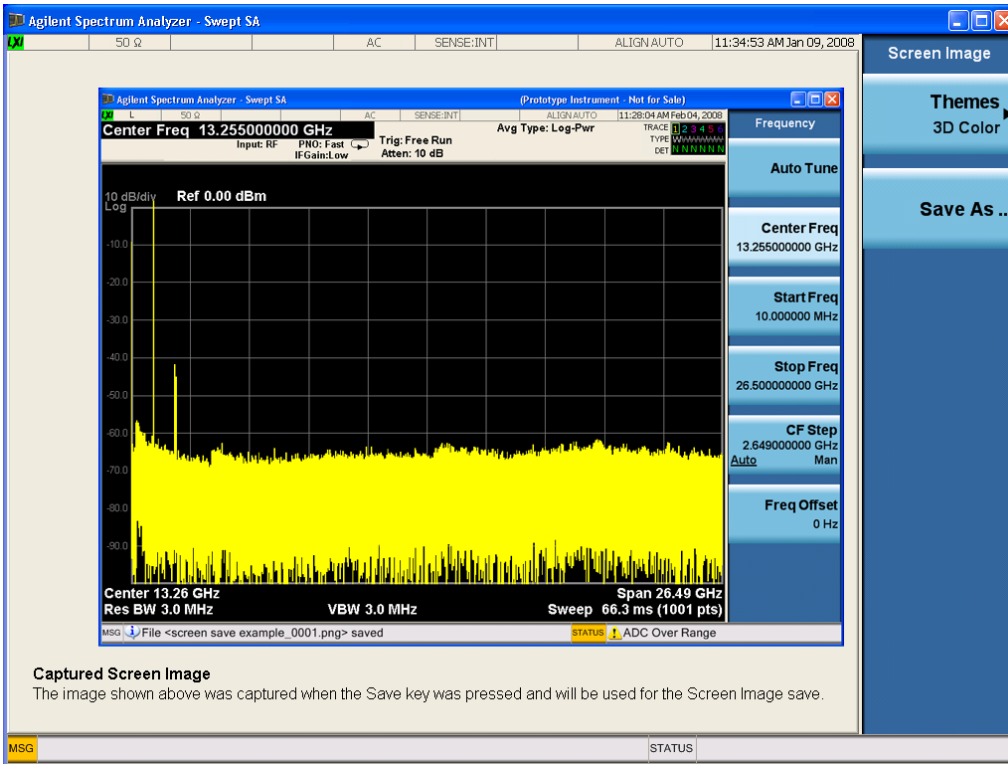 Agilent Spectrum Analyzer - Swept SA
LXI 50 Ω AC SENSE:INT ALIGN AUTO 11:34:53 AM Jan 09, 2008
Screen Image
Themes
3D Color
Save As ..
Agilent Spectrum Analyzer - Swept SA (Prototype Instrument - Not for Sale)
LXI L 50 Ω AC SENSE:INT ALIGN AUTO 11:28:04 AM Feb 04, 2008
Center Freq 13.255000000 GHz
Input: RF PNO: Fast
IFGain:Low
Trig: Free Run
Atten: 10 dB
Avg Type: Log-Pwr
TRACE 1 2 3 4 5 6
TYPE WWWWWW
DET N N N N N N
Frequency
Auto Tune
Center Freq
13.255000000 GHz
Start Freq
10.000000 MHz
Stop Freq
26.500000000 GHz
CF Step
2.649000000 GHz
Auto Man
Freq Offset
0 Hz
10 dB/div Ref 0.00 dBm
Log
-10.0
-20.0
-30.0
-40.0
-50.0
-60.0
-70.0
-80.0
-90.0
Center 13.26 GHz Span 26.49 GHz
Res BW 3.0 MHz VBW 3.0 MHz Sweep 66.3 ms (1001 pts)
MSG File <screen save example_0001.png> saved STATUS ADC Over Range
Captured Screen Image
The image shown above was captured when the Save key was pressed and will be used for the Screen Image save.
MSG STATUS